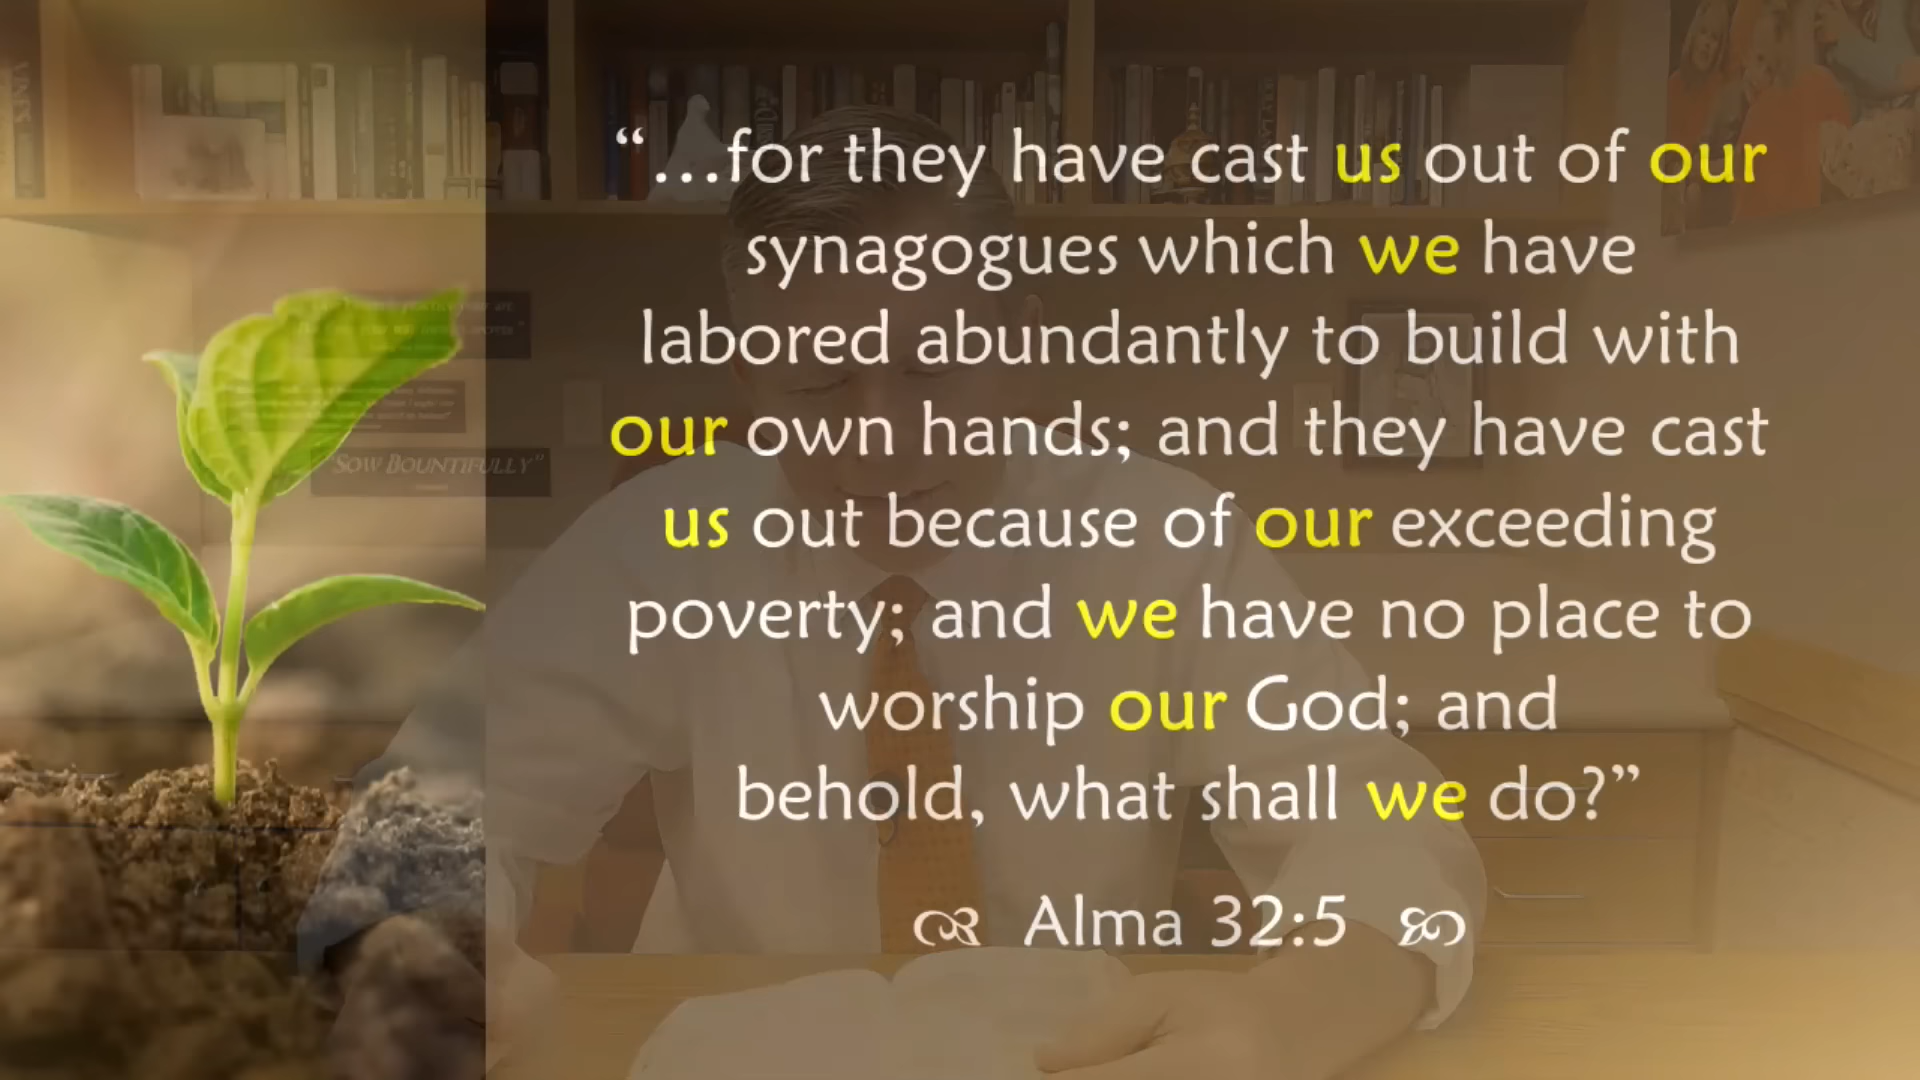 “…for they have cast us out of our
synagogues which we have
labored abundantly to build with
our own hands; and they have cast
us out because of our exceeding
poverty; and we have no place to
worship our God; and
behold, what shall we do?”
Alma 32:5
"SOW BOUNTIFULLY"